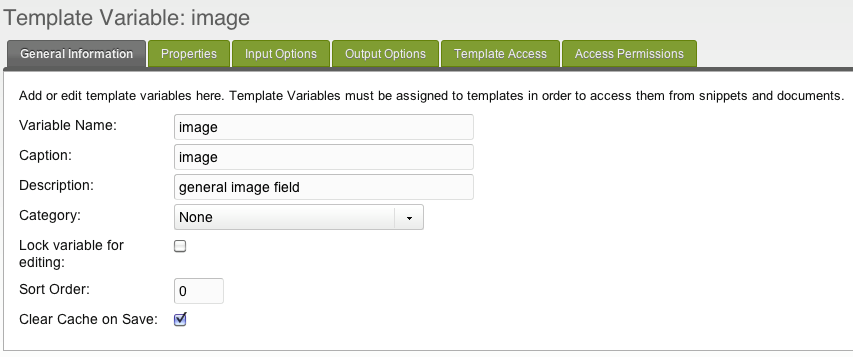 Template Variable: image
General Information Properties Input Options Output Options Template Access Access Permissions
Add or edit template variables here. Template Variables must be assigned to templates in order to access them from snippets and documents.
Variable Name: image
Caption: image
Description: general image field
Category: None
Lock variable for
editing:
Sort Order: 0
Clear Cache on Save: